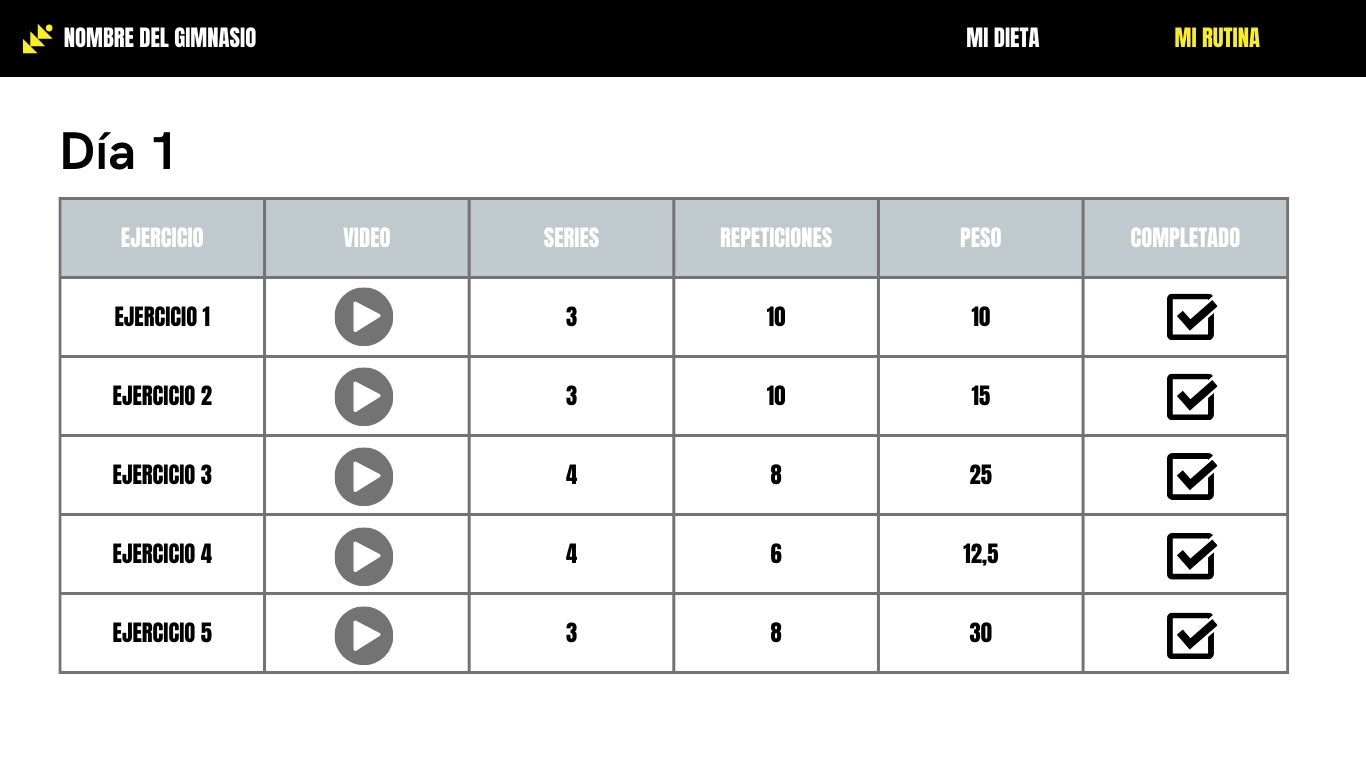 NOMBRE DEL GIMNASIO MI DIETA MI RUTINA
Día 1
EJERCICIO VIDEO SERIES REPETICIONES PESO COMPLETADO
EJERCICIO 1 3 10 10
EJERCICIO 2 3 10 15
EJERCICIO 3 4 8 25
EJERCICIO 4 4 6 12,5
EJERCICIO 5 3 8 30